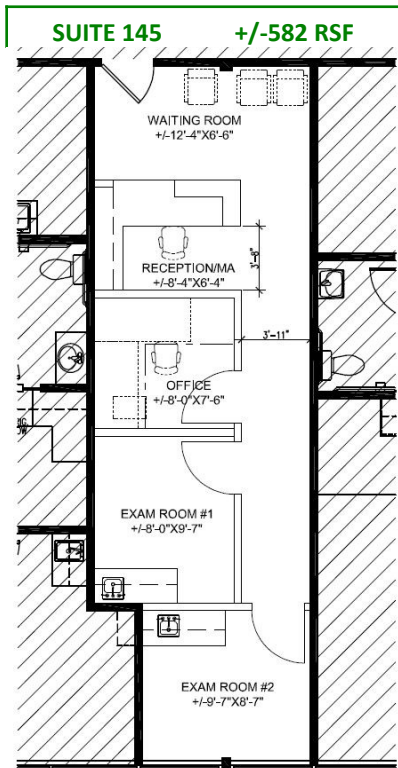 SUITE 145 +/-582 RSF
WAITING ROOM
+/-12'-4"X6'-6"
RECEPTION/MA
+/-8'-4"X6'-4"
3'-6"
3'-11"
OFFICE
+/-8'-0"X7'-6"
EXAM ROOM #1
+/-8'-0"X9'-7"
EXAM ROOM #2
+/-9'-7"X8'-7"